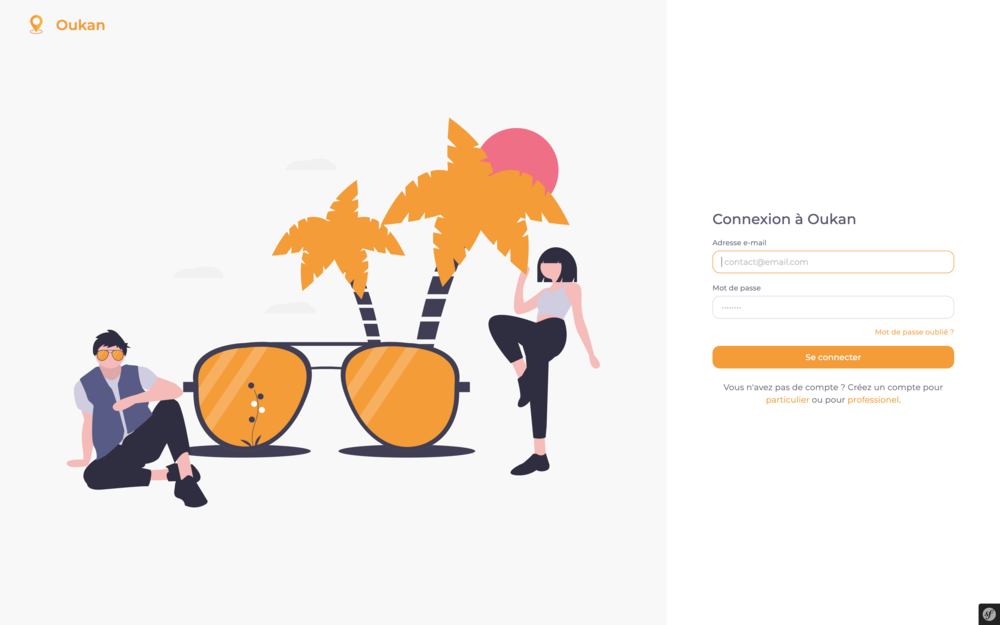 Oukan
Connexion à Oukan
Adresse e-mail
contact@email.com
Mot de passe
········
Mot de passe oublié ?
Se connecter
Vous n'avez pas de compte ? Créez un compte pour
particulier ou pour professionel.
sf